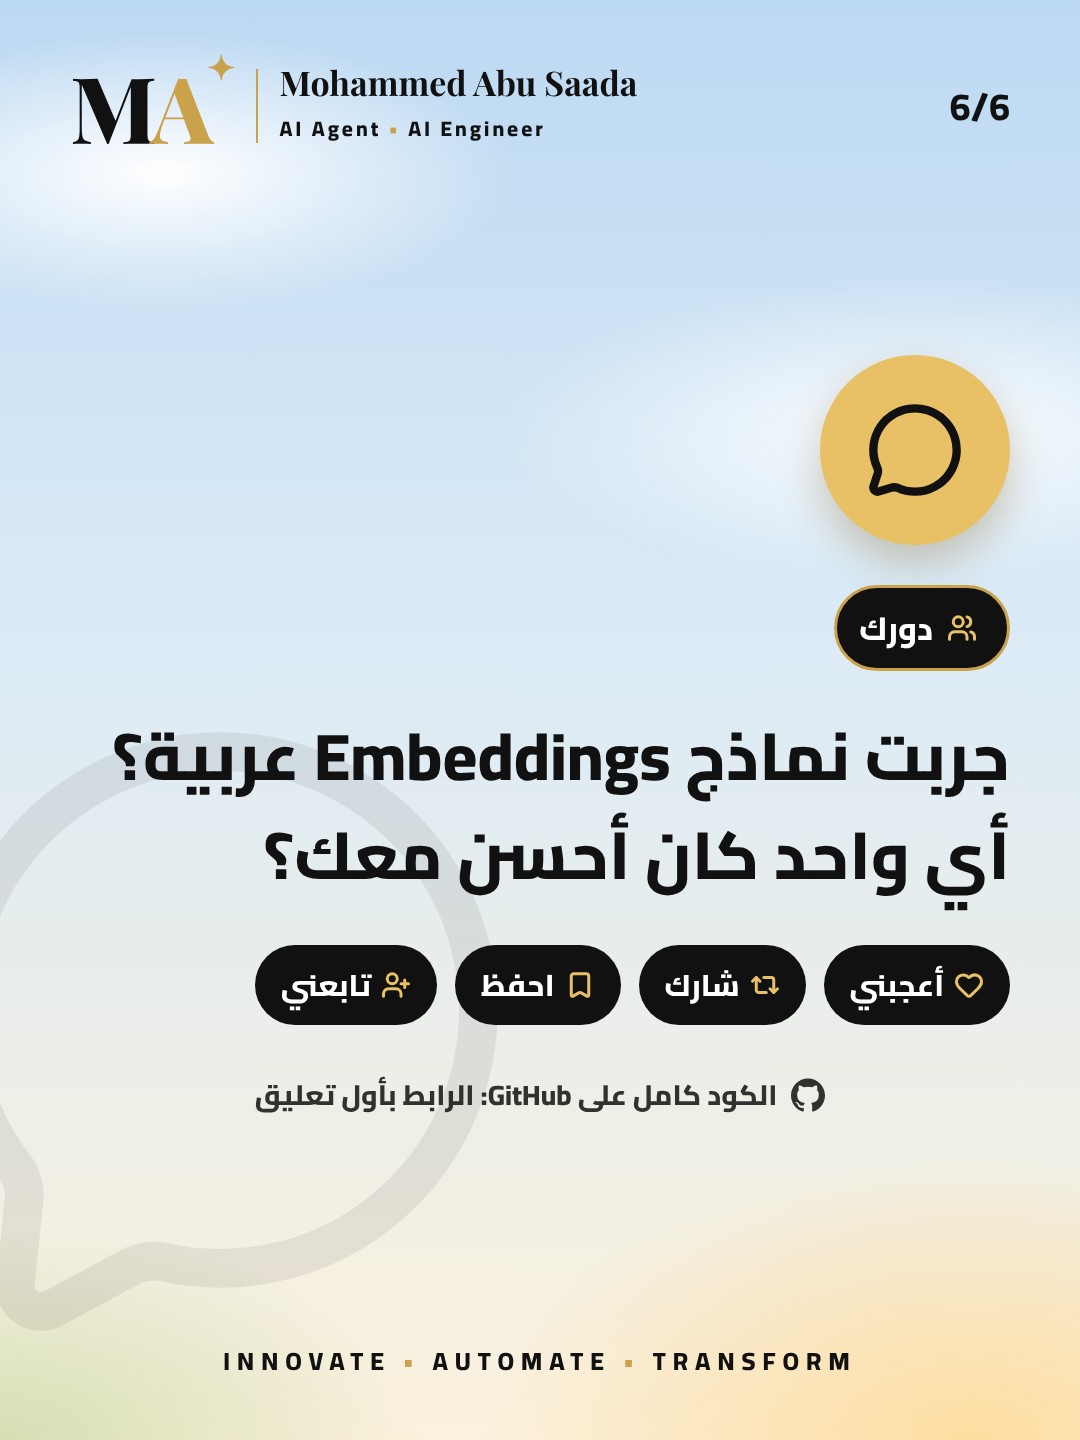 MA
Mohammed Abu Saada
AI Agent ▪ AI Engineer
6/6
دورك
جربت نماذج Embeddings عربية؟
أي واحد كان أحسن معك؟
أعجبني
شارك
احفظ
تابعني
الكود كامل على GitHub: الرابط بأول تعليق
INNOVATE ▪ AUTOMATE ▪ TRANSFORM